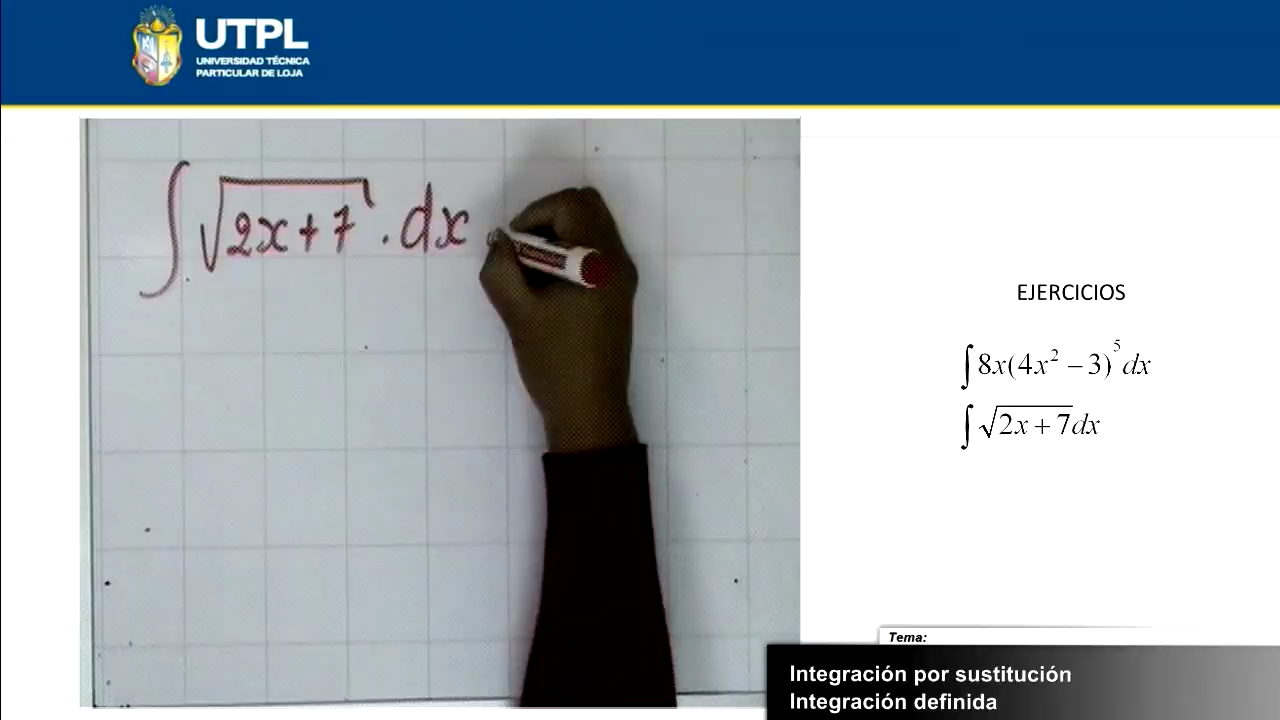 UTPL
UNIVERSIDAD TÉCNICA
PARTICULAR DE LOJA
∫√(2x+7) . dx
EJERCICIOS
∫8x(4x² − 3)⁵dx
∫√(2x + 7)dx
Tema:
Integración por sustitución
Integración definida